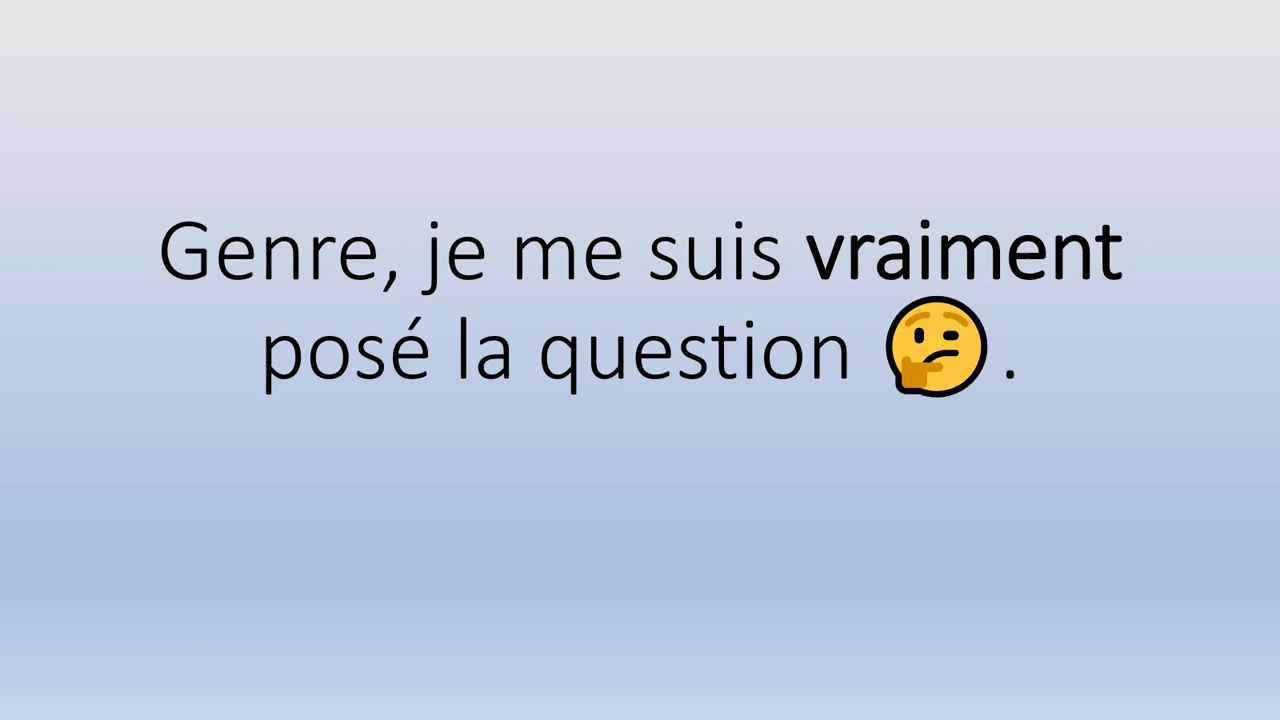 Genre, je me suis vraiment
posé la question 🤔.